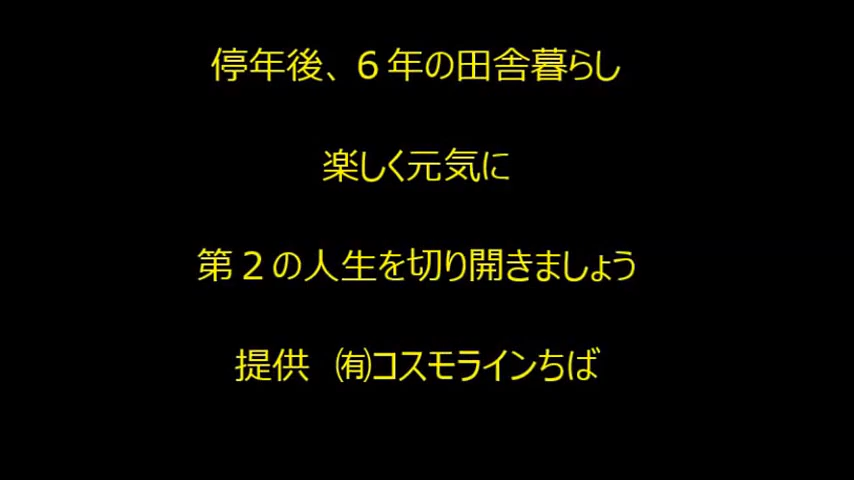 停年後、６年の田舎暮らし
楽しく元気に
第２の人生を切り開きましょう
提供　㈲コスモラインちば